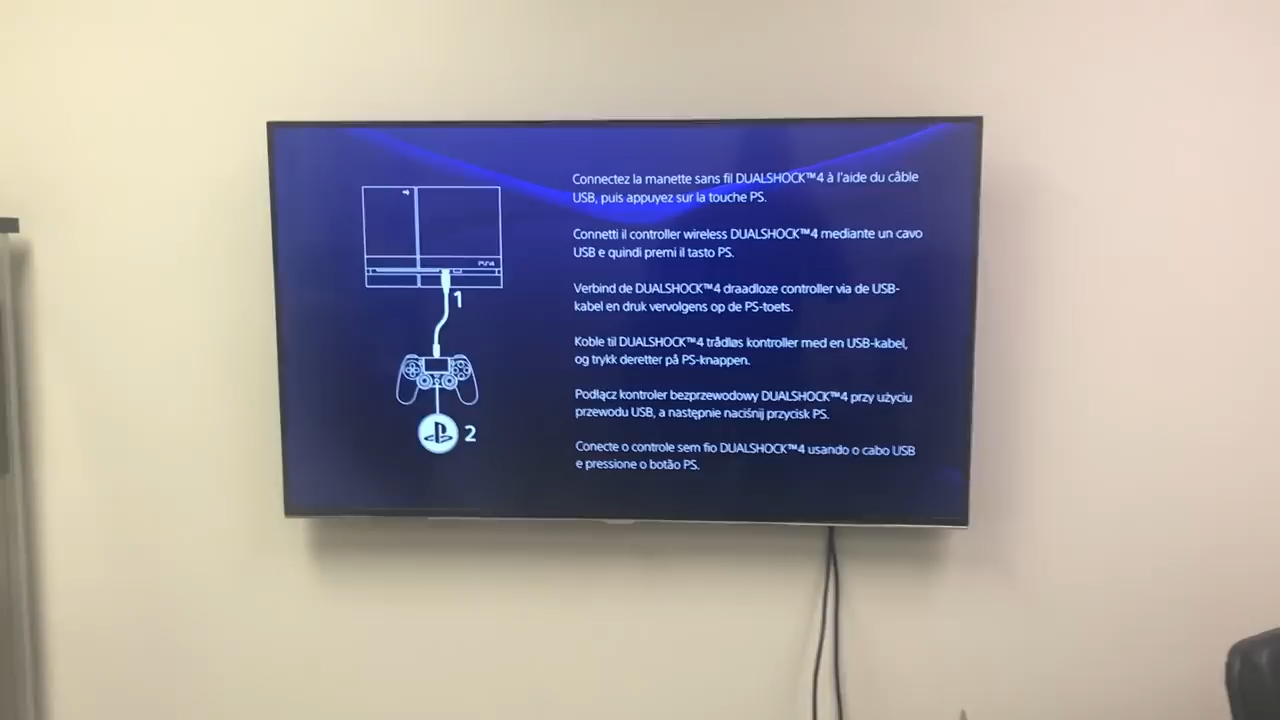 PS4
1
2
Connectez la manette sans fil DUALSHOCK™4 à l'aide du câble
USB, puis appuyez sur la touche PS.
Connetti il controller wireless DUALSHOCK™4 mediante un cavo
USB e quindi premi il tasto PS.
Verbind de DUALSHOCK™4 draadloze controller via de USB-
kabel en druk vervolgens op de PS-toets.
Koble til DUALSHOCK™4 trådløs kontroller med en USB-kabel,
og trykk deretter på PS-knappen.
Podłącz kontroler bezprzewodowy DUALSHOCK™4 przy użyciu
przewodu USB, a następnie naciśnij przycisk PS.
Conecte o controle sem fio DUALSHOCK™4 usando o cabo USB
e pressione o botão PS.